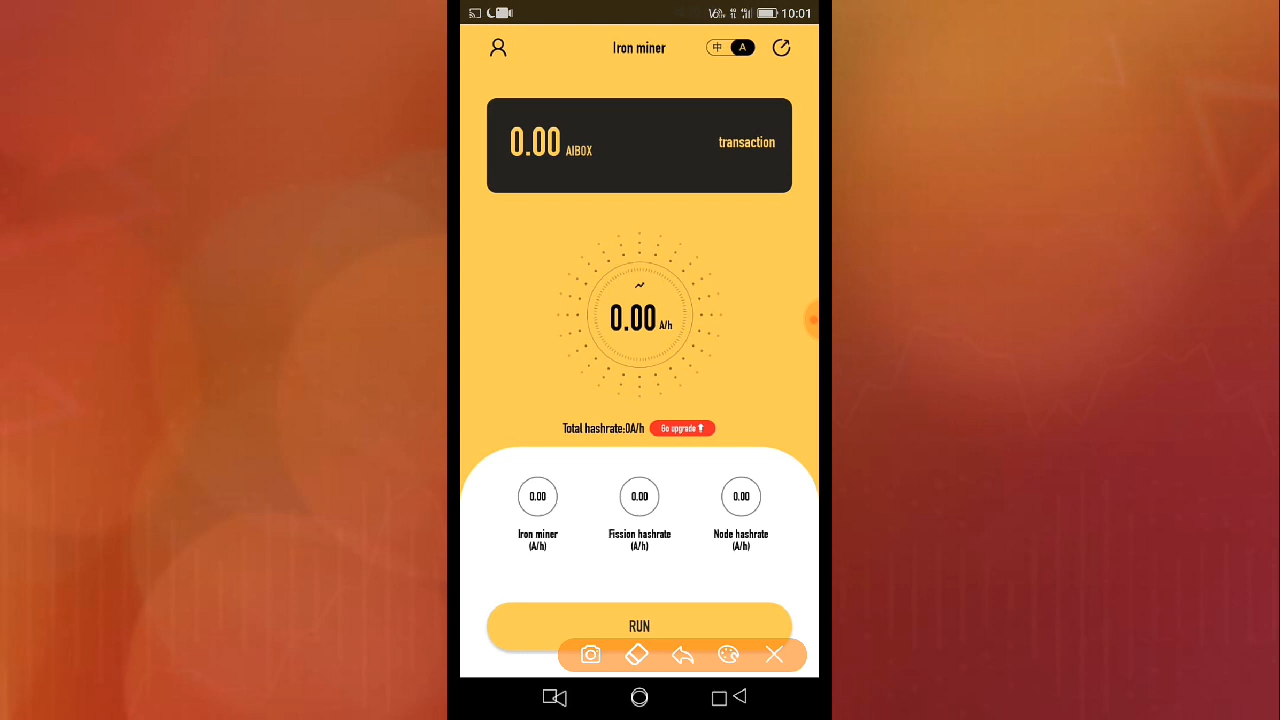 10:01
Iron miner
中 A
0.00 AIBOX
transaction
0.00 A/h
Total hashrate:0A/h Go upgrade
0.00 0.00 0.00
Iron miner Fission hashrate Node hashrate
(A/h) (A/h) (A/h)
RUN